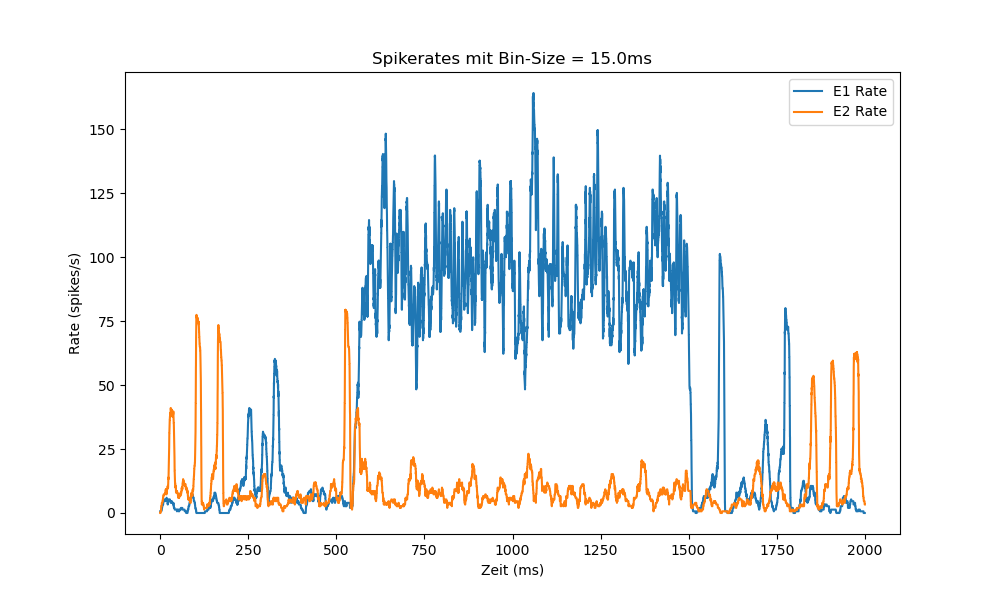 Spikerates mit Bin-Size = 15.0ms
E1 Rate
E2 Rate
Rate (spikes/s)
150
125
100
75
50
25
0
0 250 500 750 1000 1250 1500 1750 2000
Zeit (ms)